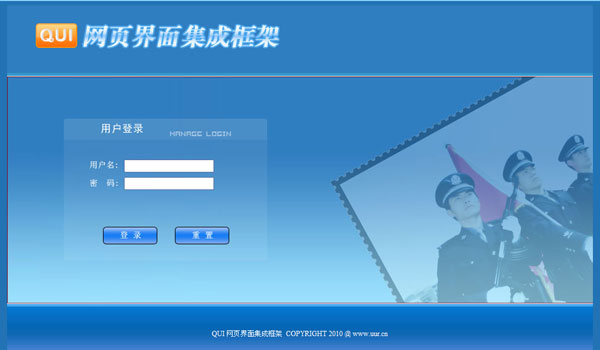 QUI 网页界面集成框架
用户登录 MANAGE LOGIN
用户名:
密 码:
登 录 重 置
QUI 网页界面集成框架 COPYRIGHT 2010 @ www.uur.cn